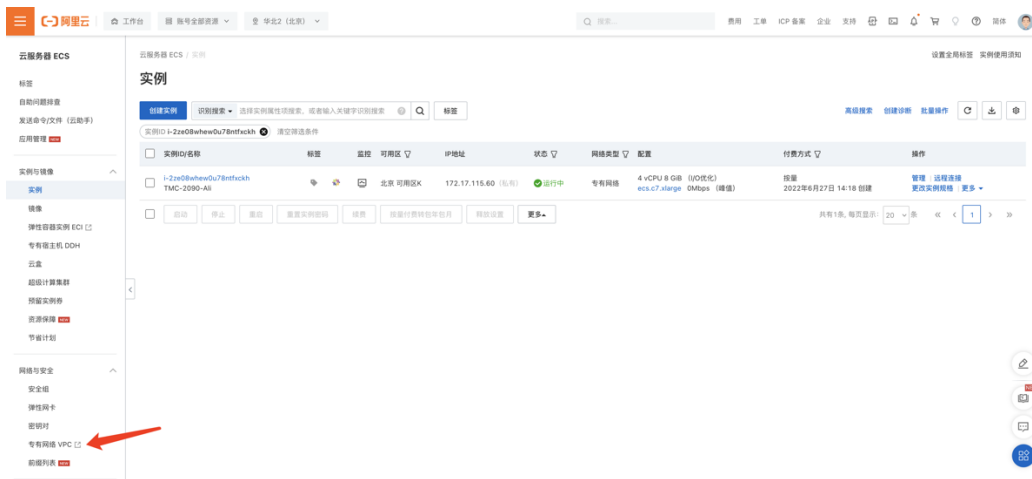 阿里云 工作台 账号全部资源 华北2（北京） 搜索... 费用 工单 ICP 备案 企业 支持 简体
云服务器 ECS
标签
自助问题排查
发送命令/文件（云助手）
应用管理 NEW
实例与镜像
实例
镜像
弹性容器实例 ECI
专有宿主机 DDH
云盒
超级计算集群
预留实例券
资源保障 NEW
节省计划
网络与安全
安全组
弹性网卡
密钥对
专有网络 VPC
前缀列表 NEW
云服务器 ECS / 实例 设置全局标签 实例使用须知
实例
创建实例 识别搜索 选择实例属性项搜索，或者输入关键字识别搜索 标签 高级搜索 创建诊断 批量操作
实例ID i-2ze08whew0u78ntfxckh 清空筛选条件
实例ID/名称 标签 监控 可用区 IP地址 状态 网络类型 配置 付费方式 操作
i-2ze08whew0u78ntfxckh 北京 可用区K 172.17.115.60（私有） 运行中 专有网络 4 vCPU 8 GiB (I/O优化) 按量 管理 远程连接
TMC-2090-Ali ecs.c7.xlarge 0Mbps（峰值） 2022年6月27日 14:18 创建 更改实例规格 更多
启动 停止 重启 重置实例密码 续费 按量付费转包年包月 释放设置 更多 共有1条, 每页显示: 20 条 « ‹ 1 › »